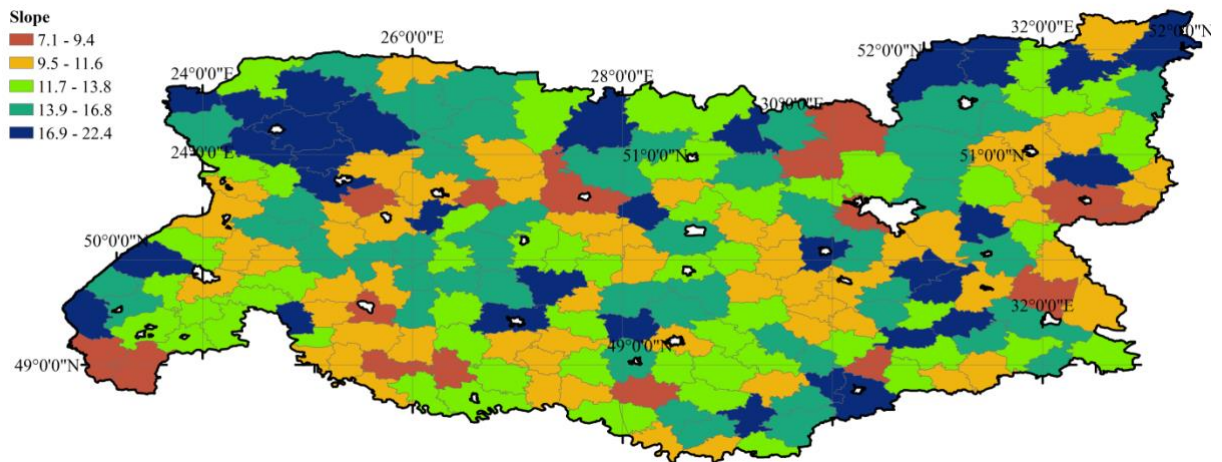 Slope
7.1 - 9.4
9.5 - 11.6
11.7 - 13.8
13.9 - 16.8
16.9 - 22.4
26°0'0"E
32°0'0"E
52°0'0"N
52°0'0"N
24°0'0"E
28°0'0"E
30°0'0"E
24°0'0"E
51°0'0"N
51°0'0"N
50°0'0"N
32°0'0"E
49°0'0"N
49°0'0"N